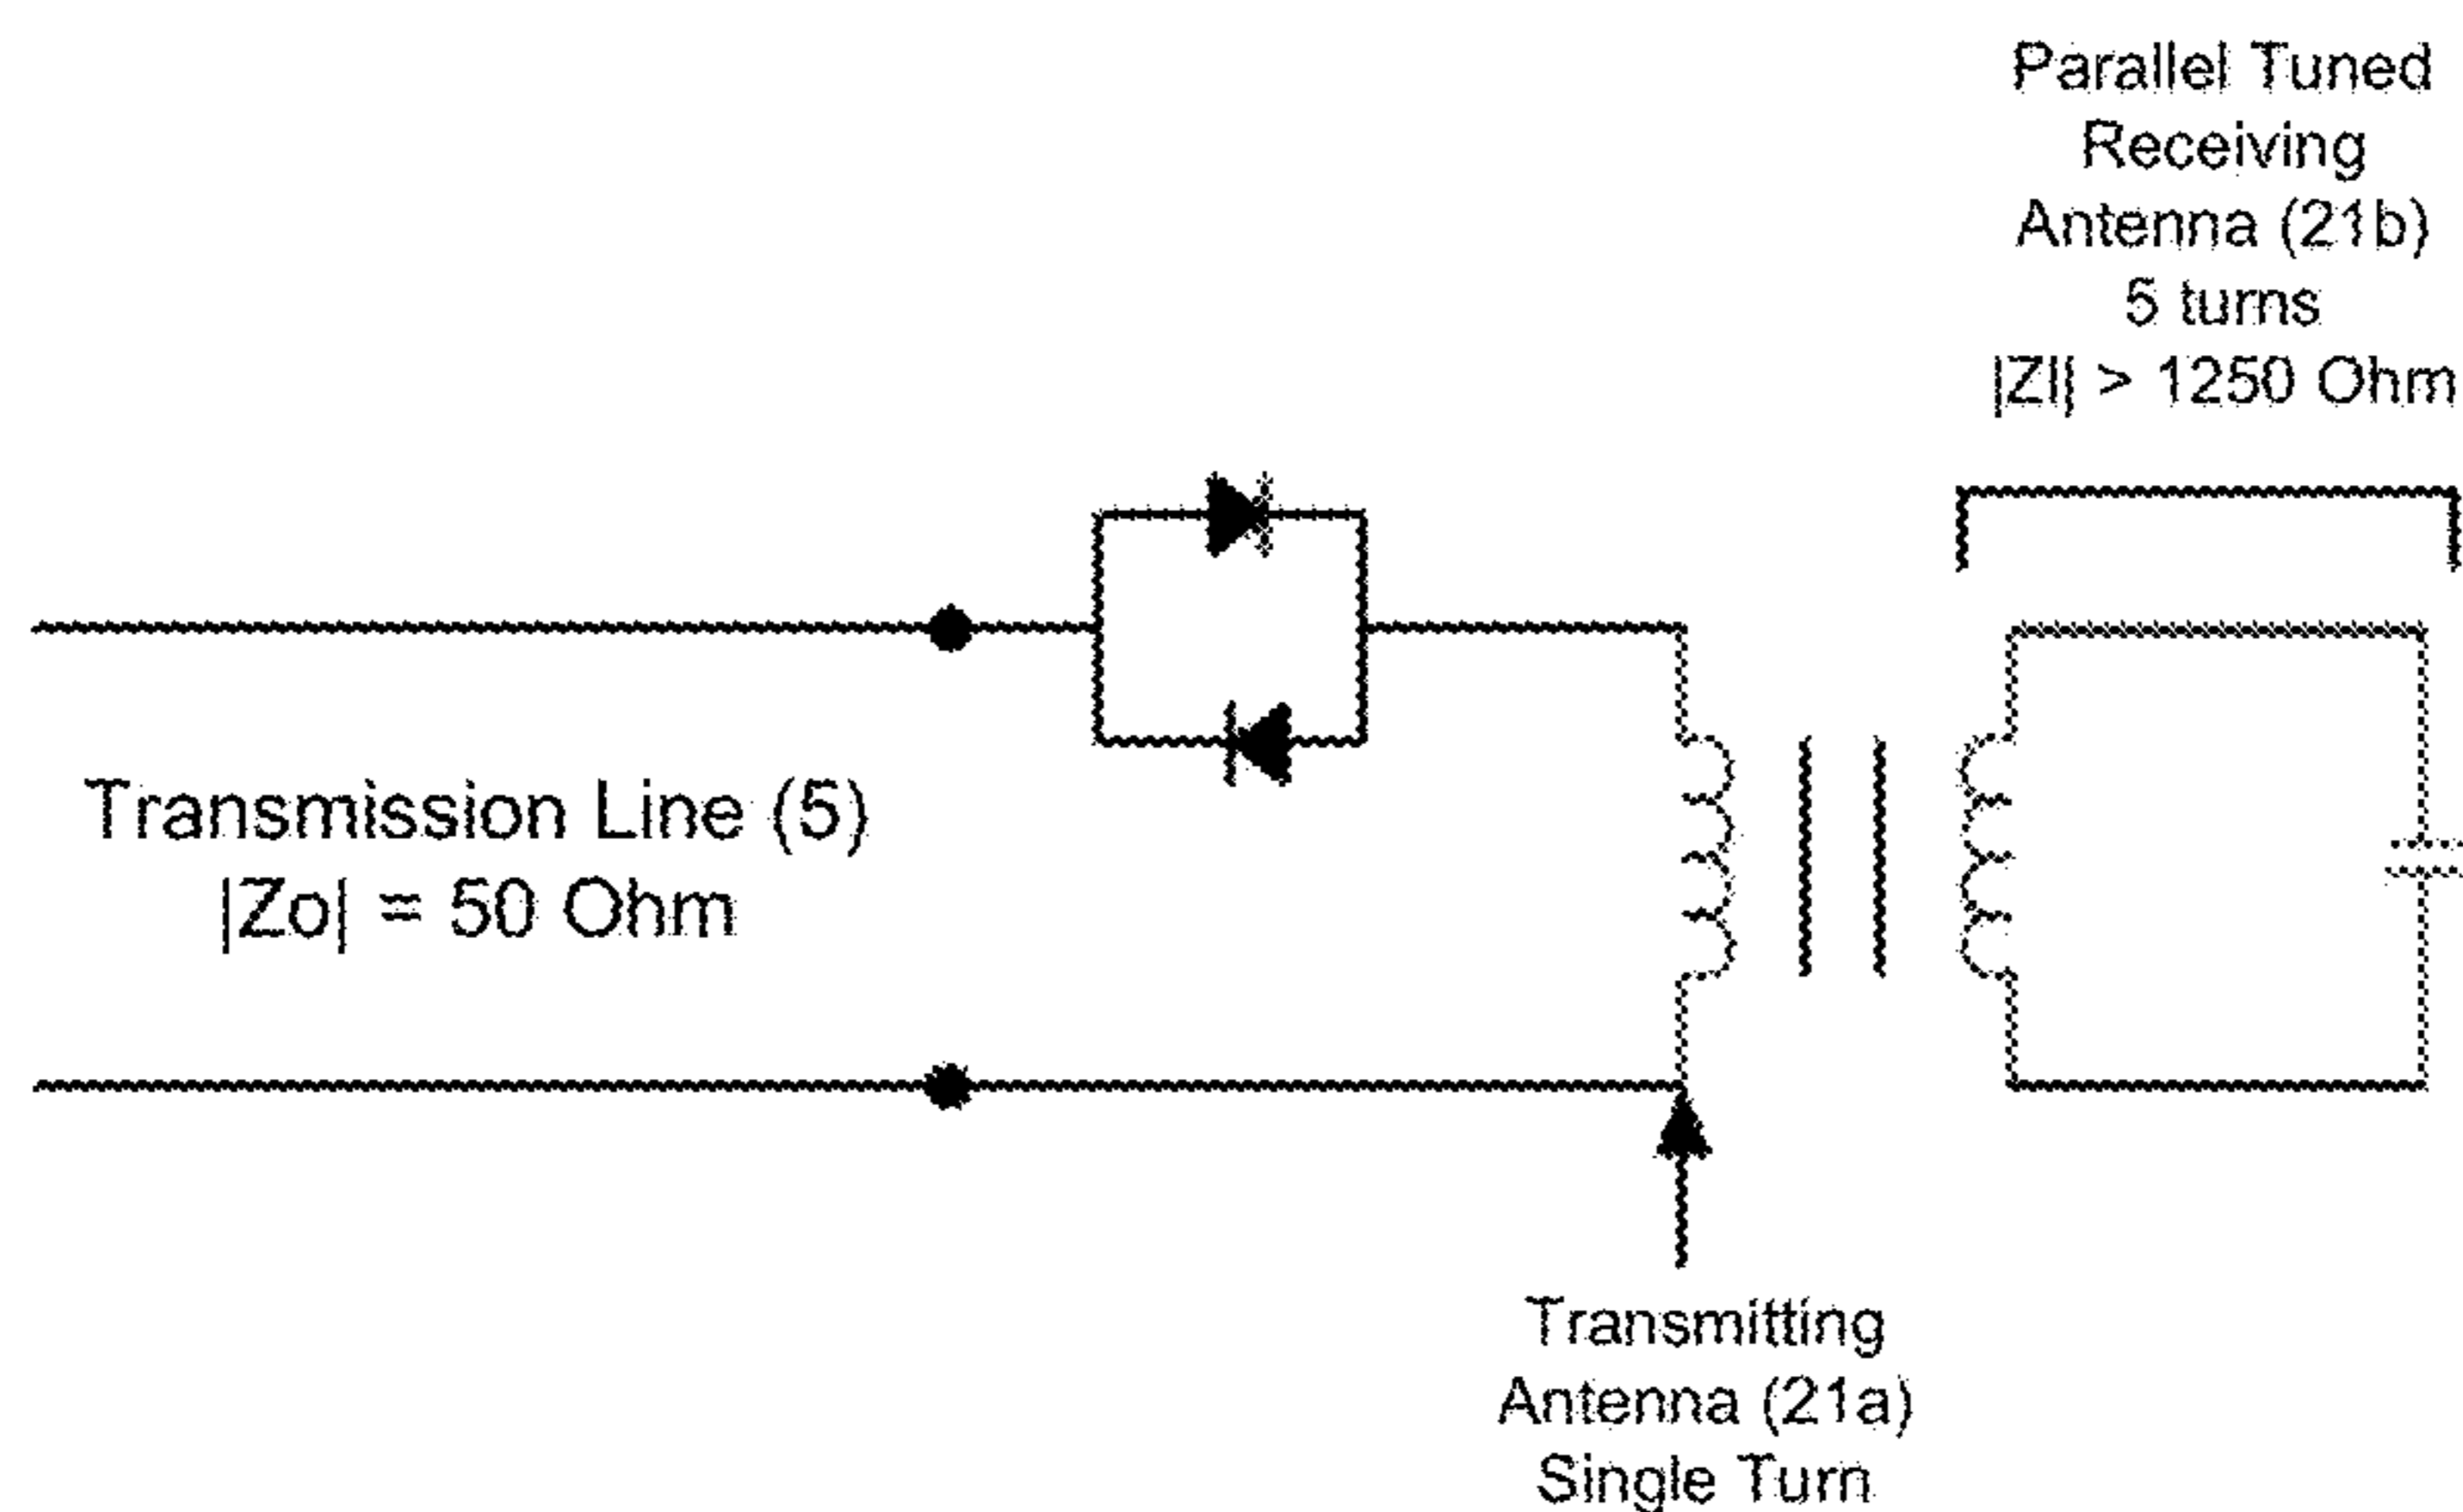 Parallel Tuned
Receiving
Antenna (21b)
5 turns
|Zl| > 1250 Ohm
Transmission Line (5)
|Zo| = 50 Ohm
Transmitting
Antenna (21a)
Single Turn